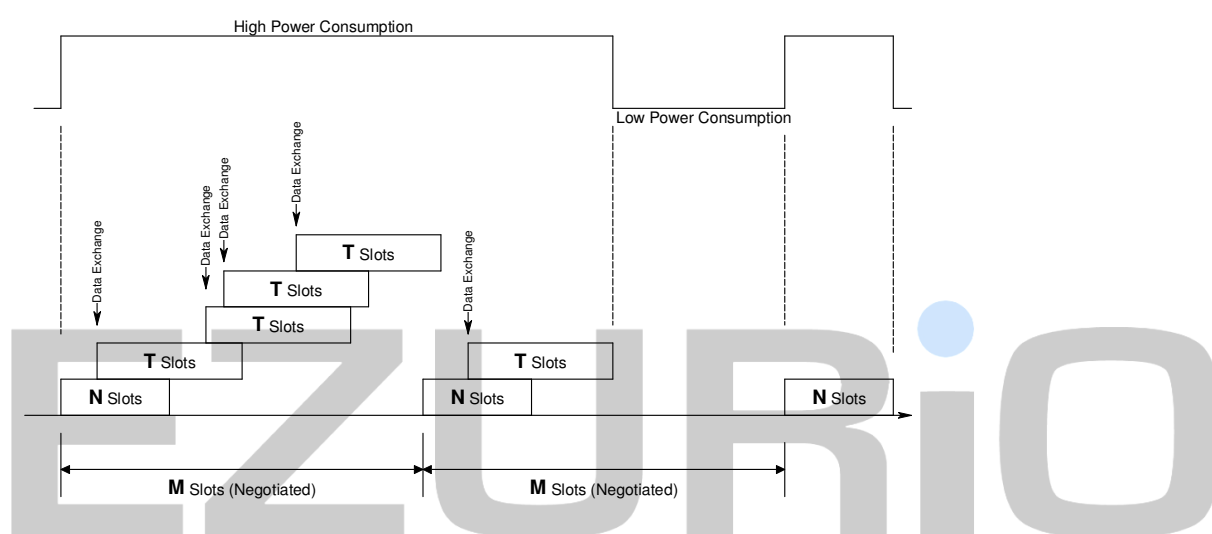 High Power Consumption
Low Power Consumption
Data Exchange
Data Exchange
Data Exchange
Data Exchange
Data Exchange
T Slots
T Slots
T Slots
T Slots
T Slots
N Slots
N Slots
N Slots
M Slots (Negotiated)
M Slots (Negotiated)
EZURiO